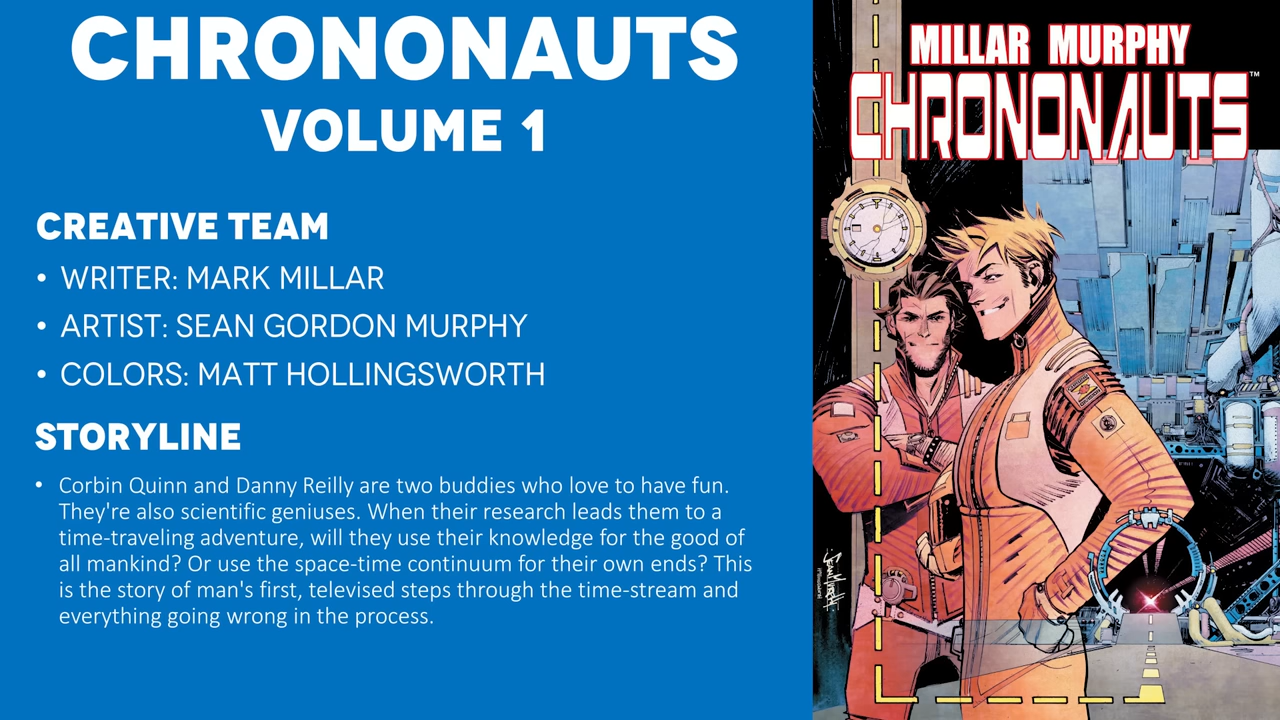 CHRONONAUTS
VOLUME 1
CREATIVE TEAM
• WRITER: MARK MILLAR
• ARTIST: SEAN GORDON MURPHY
• COLORS: MATT HOLLINGSWORTH
STORYLINE
• Corbin Quinn and Danny Reilly are two buddies who love to have fun.
They're also scientific geniuses. When their research leads them to a
time-traveling adventure, will they use their knowledge for the good of
all mankind? Or use the space-time continuum for their own ends? This
is the story of man's first, televised steps through the time-stream and
everything going wrong in the process.
MILLAR MURPHY
CHRONONAUTS™
SEAN MURPHY